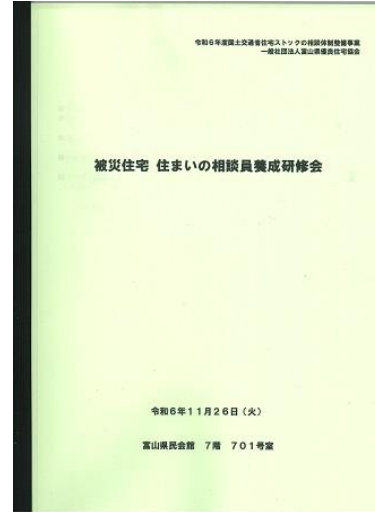 令和6年度国土交通省住宅ストックの相談体制整備事業
一般社団法人富山県優良住宅協会
被災住宅 住まいの相談員養成研修会
令和6年11月26日(火)
富山県民会館 7階 701号室